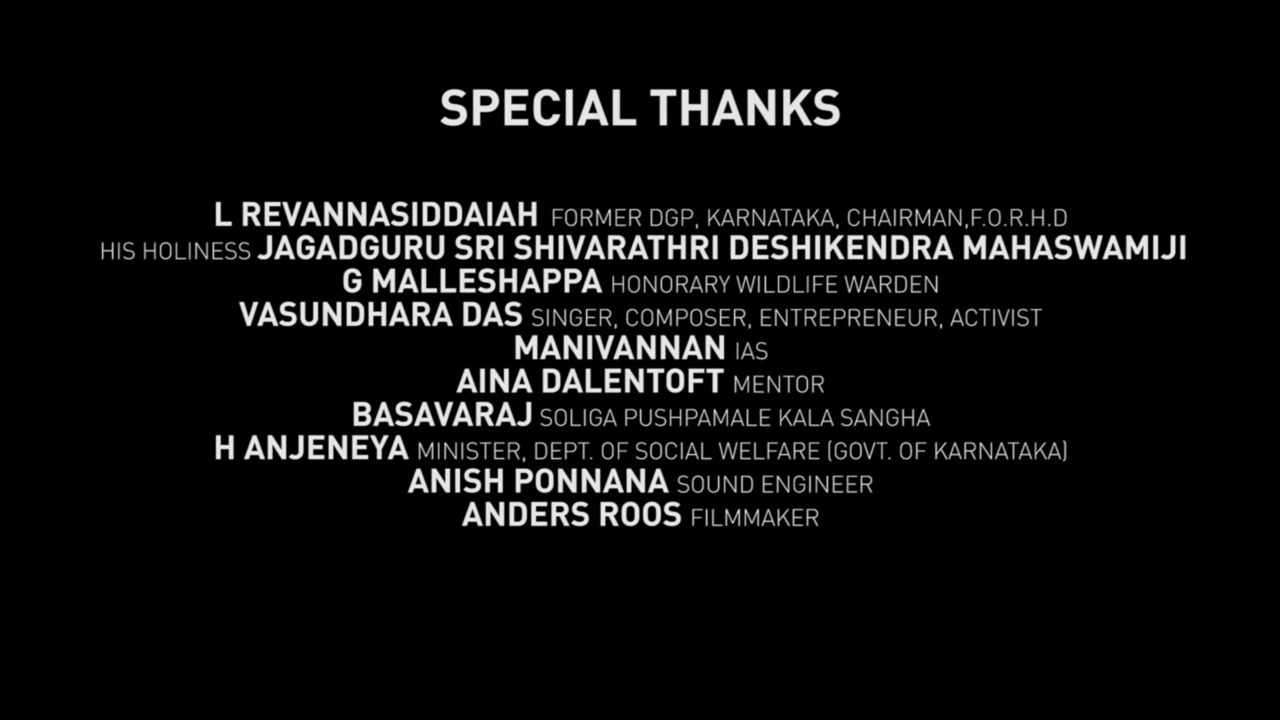 SPECIAL THANKS
L REVANNASIDDAIAH FORMER DGP, KARNATAKA, CHAIRMAN,F.O.R.H.D
HIS HOLINESS JAGADGURU SRI SHIVARATHRI DESHIKENDRA MAHASWAMIJI
G MALLESHAPPA HONORARY WILDLIFE WARDEN
VASUNDHARA DAS SINGER, COMPOSER, ENTREPRENEUR, ACTIVIST
MANIVANNAN IAS
AINA DALENTOFT MENTOR
BASAVARAJ SOLIGA PUSHPAMALE KALA SANGHA
H ANJENEYA MINISTER, DEPT. OF SOCIAL WELFARE (GOVT. OF KARNATAKA)
ANISH PONNANA SOUND ENGINEER
ANDERS ROOS FILMMAKER